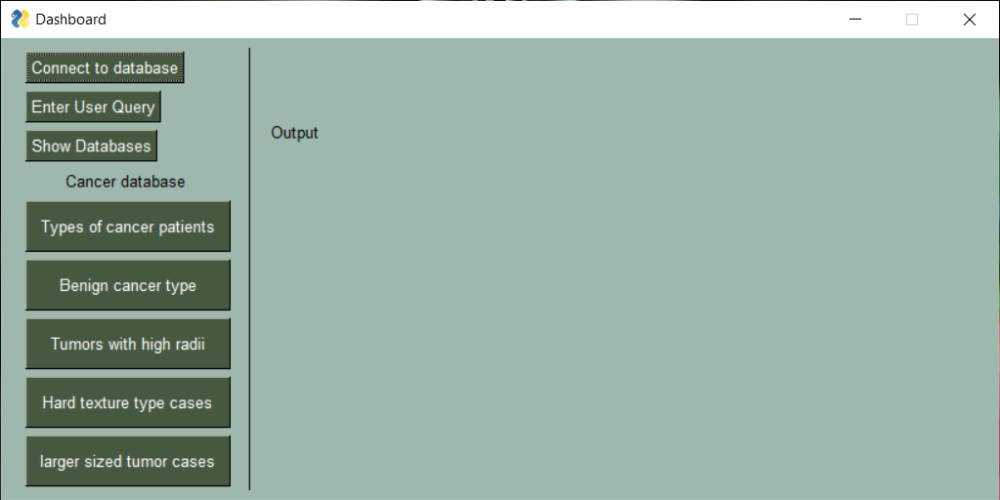 Dashboard
Connect to database
Enter User Query
Show Databases
Cancer database
Types of cancer patients
Benign cancer type
Tumors with high radii
Hard texture type cases
larger sized tumor cases
Output